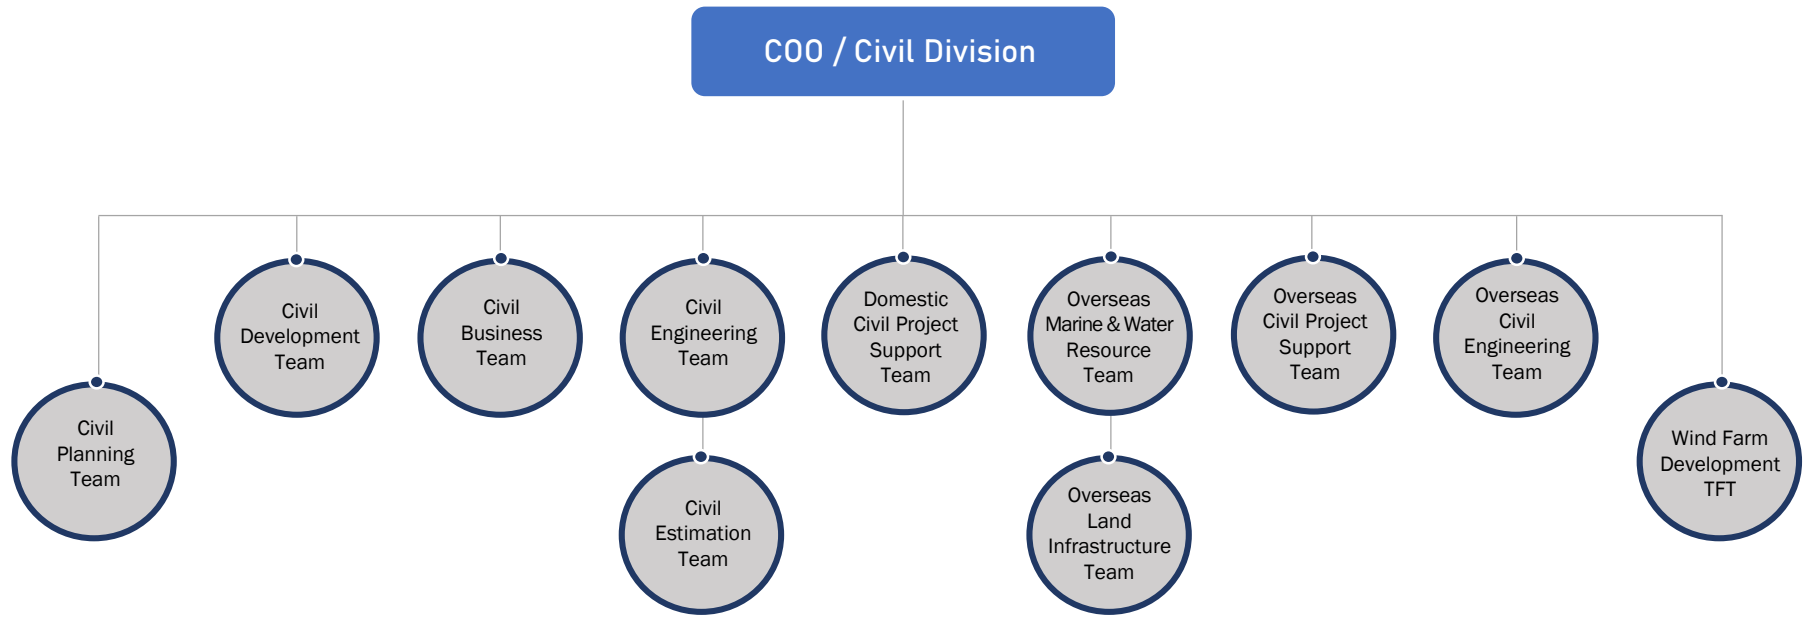 COO / Civil Division
Civil
Planning
Team
Civil
Development
Team
Civil
Business
Team
Civil
Engineering
Team
Civil
Estimation
Team
Domestic
Civil Project
Support
Team
Overseas
Marine & Water
Resource
Team
Overseas
Land
Infrastructure
Team
Overseas
Civil Project
Support
Team
Overseas
Civil
Engineering
Team
Wind Farm
Development
TFT